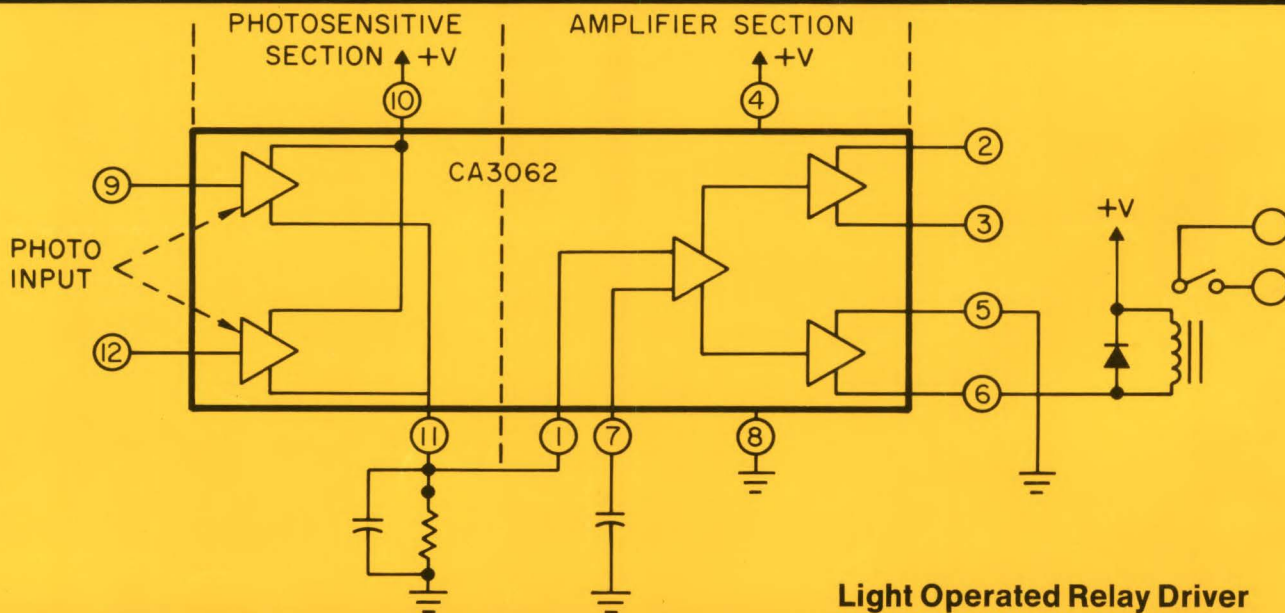 PHOTOSENSITIVE
SECTION
AMPLIFIER SECTION
+V
+V
10
4
CA3062
9
2
3
+V
PHOTO
INPUT
5
12
6
11
1
7
8
Light Operated Relay Driver